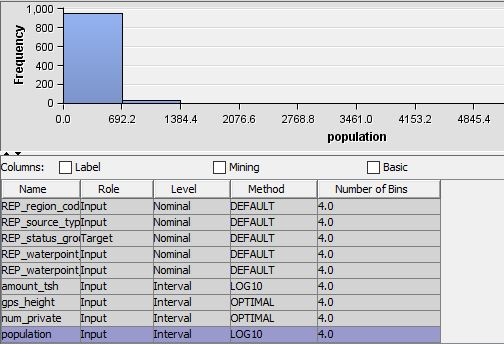 1,000
800
600
400
200
0
Frequency
0.0 692.2 1384.4 2076.6 2768.8 3461.0 4153.2 4845.4
population
Columns: Label Mining Basic
Name Role Level Method Number of Bins
REP_region_cod Input Nominal DEFAULT 4.0
REP_source_typ Input Nominal DEFAULT 4.0
REP_status_gro Target Nominal DEFAULT 4.0
REP_waterpoint Input Nominal DEFAULT 4.0
REP_waterpoint Input Nominal DEFAULT 4.0
amount_tsh Input Interval LOG10 4.0
gps_height Input Interval OPTIMAL 4.0
num_private Input Interval OPTIMAL 4.0
population Input Interval LOG10 4.0